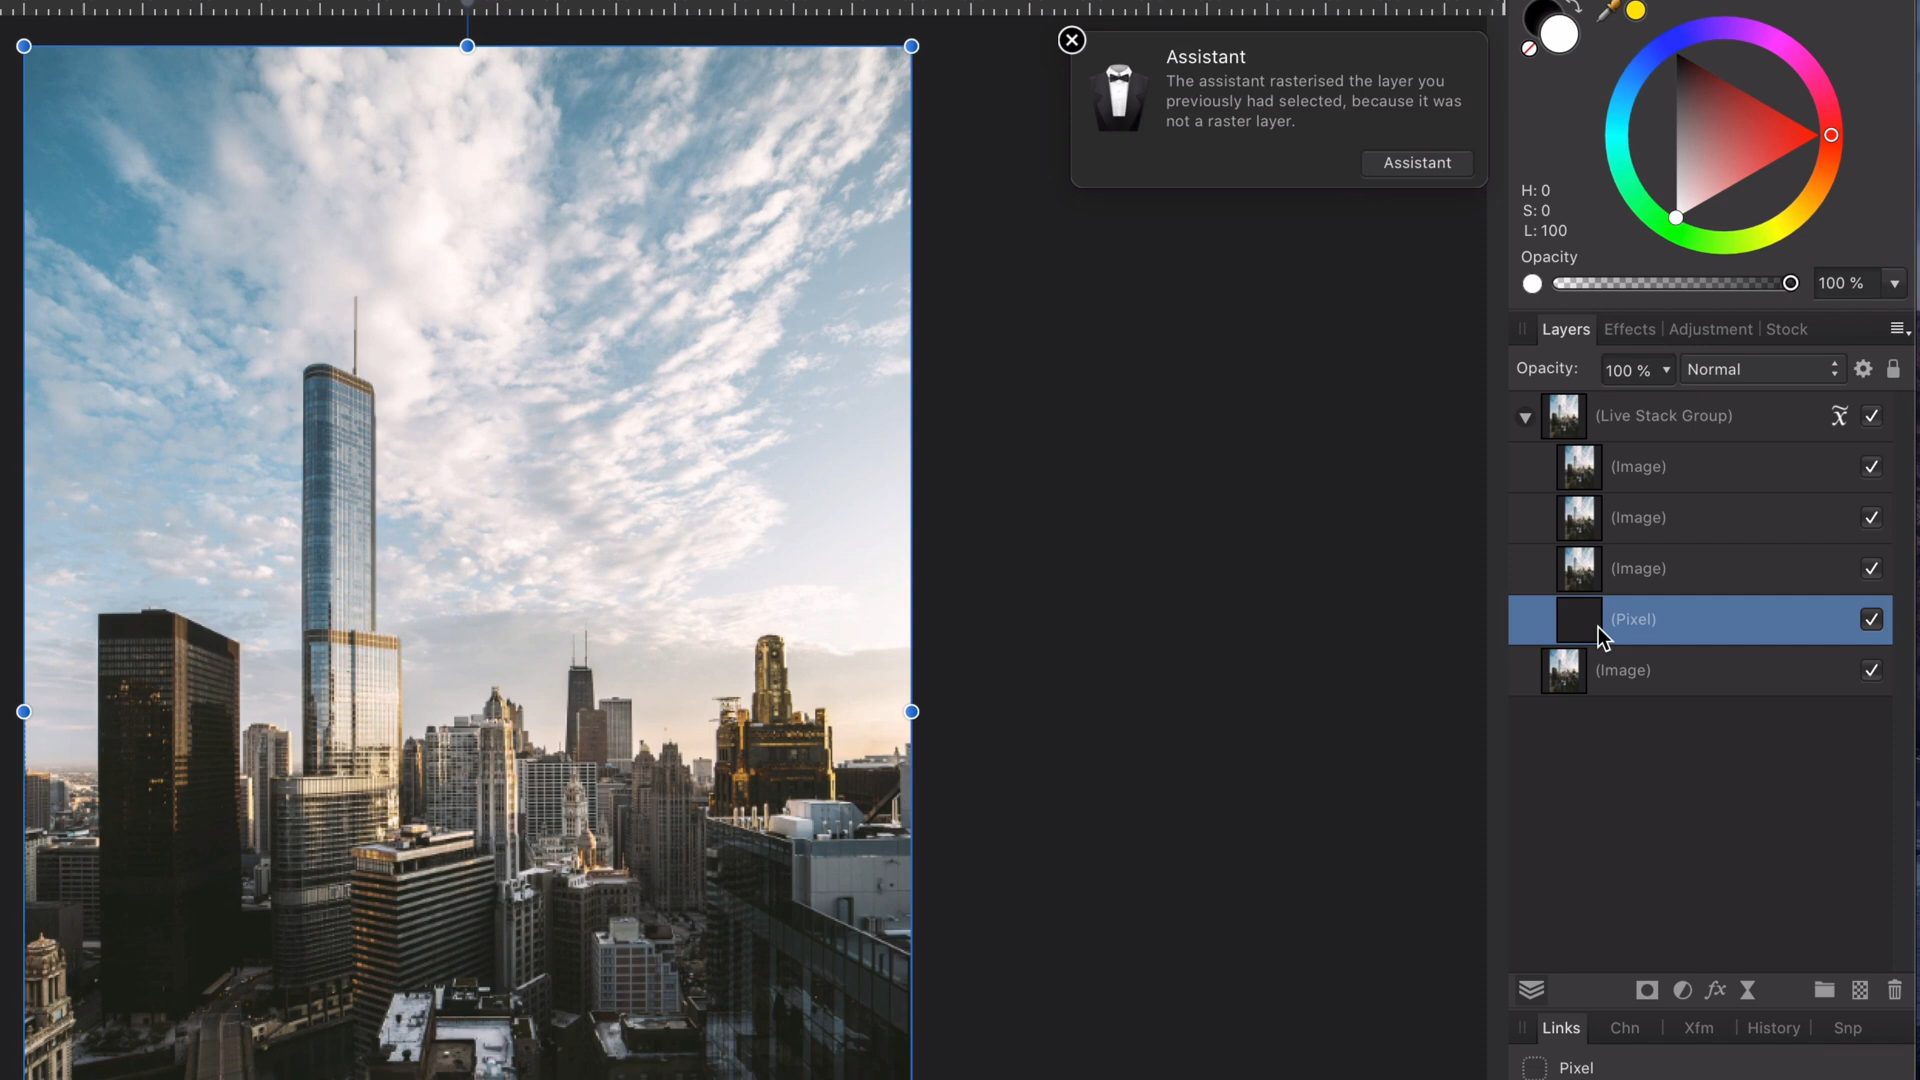 Assistant
The assistant rasterised the layer you
previously had selected, because it was
not a raster layer.
Assistant
H: 0
S: 0
L: 100
Opacity
100 %
Layers Effects Adjustment Stock
Opacity: 100 % Normal
(Live Stack Group)
(Image)
(Image)
(Image)
(Pixel)
(Image)
fx
Links Chn Xfm History Snp
Pixel